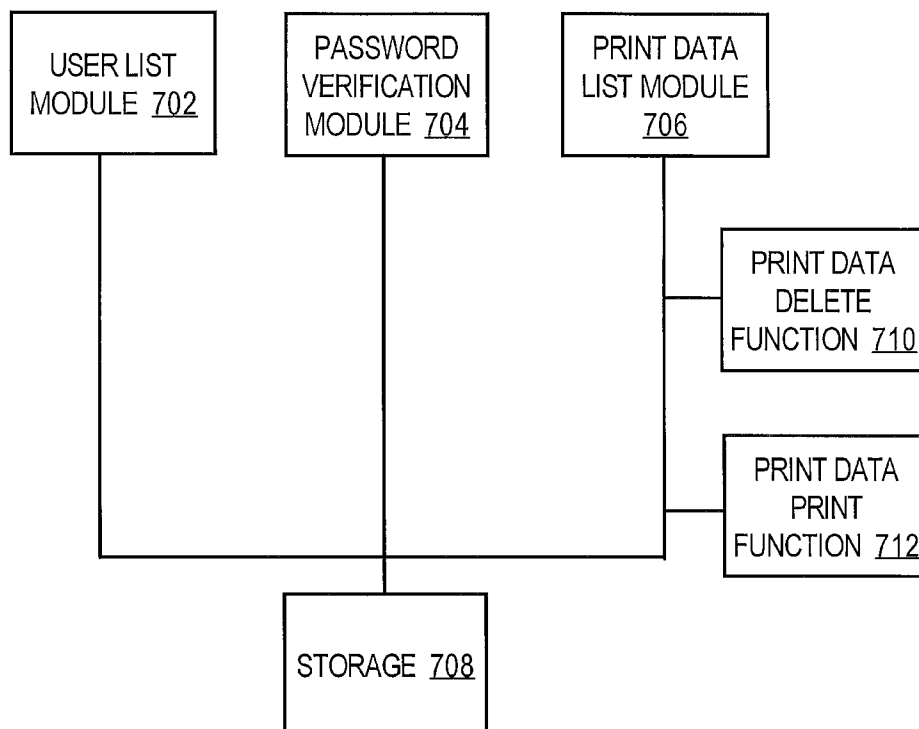 USER LIST
MODULE 702
PASSWORD
VERIFICATION
MODULE 704
PRINT DATA
LIST MODULE
706
PRINT DATA
DELETE
FUNCTION 710
PRINT DATA
PRINT
FUNCTION 712
STORAGE 708